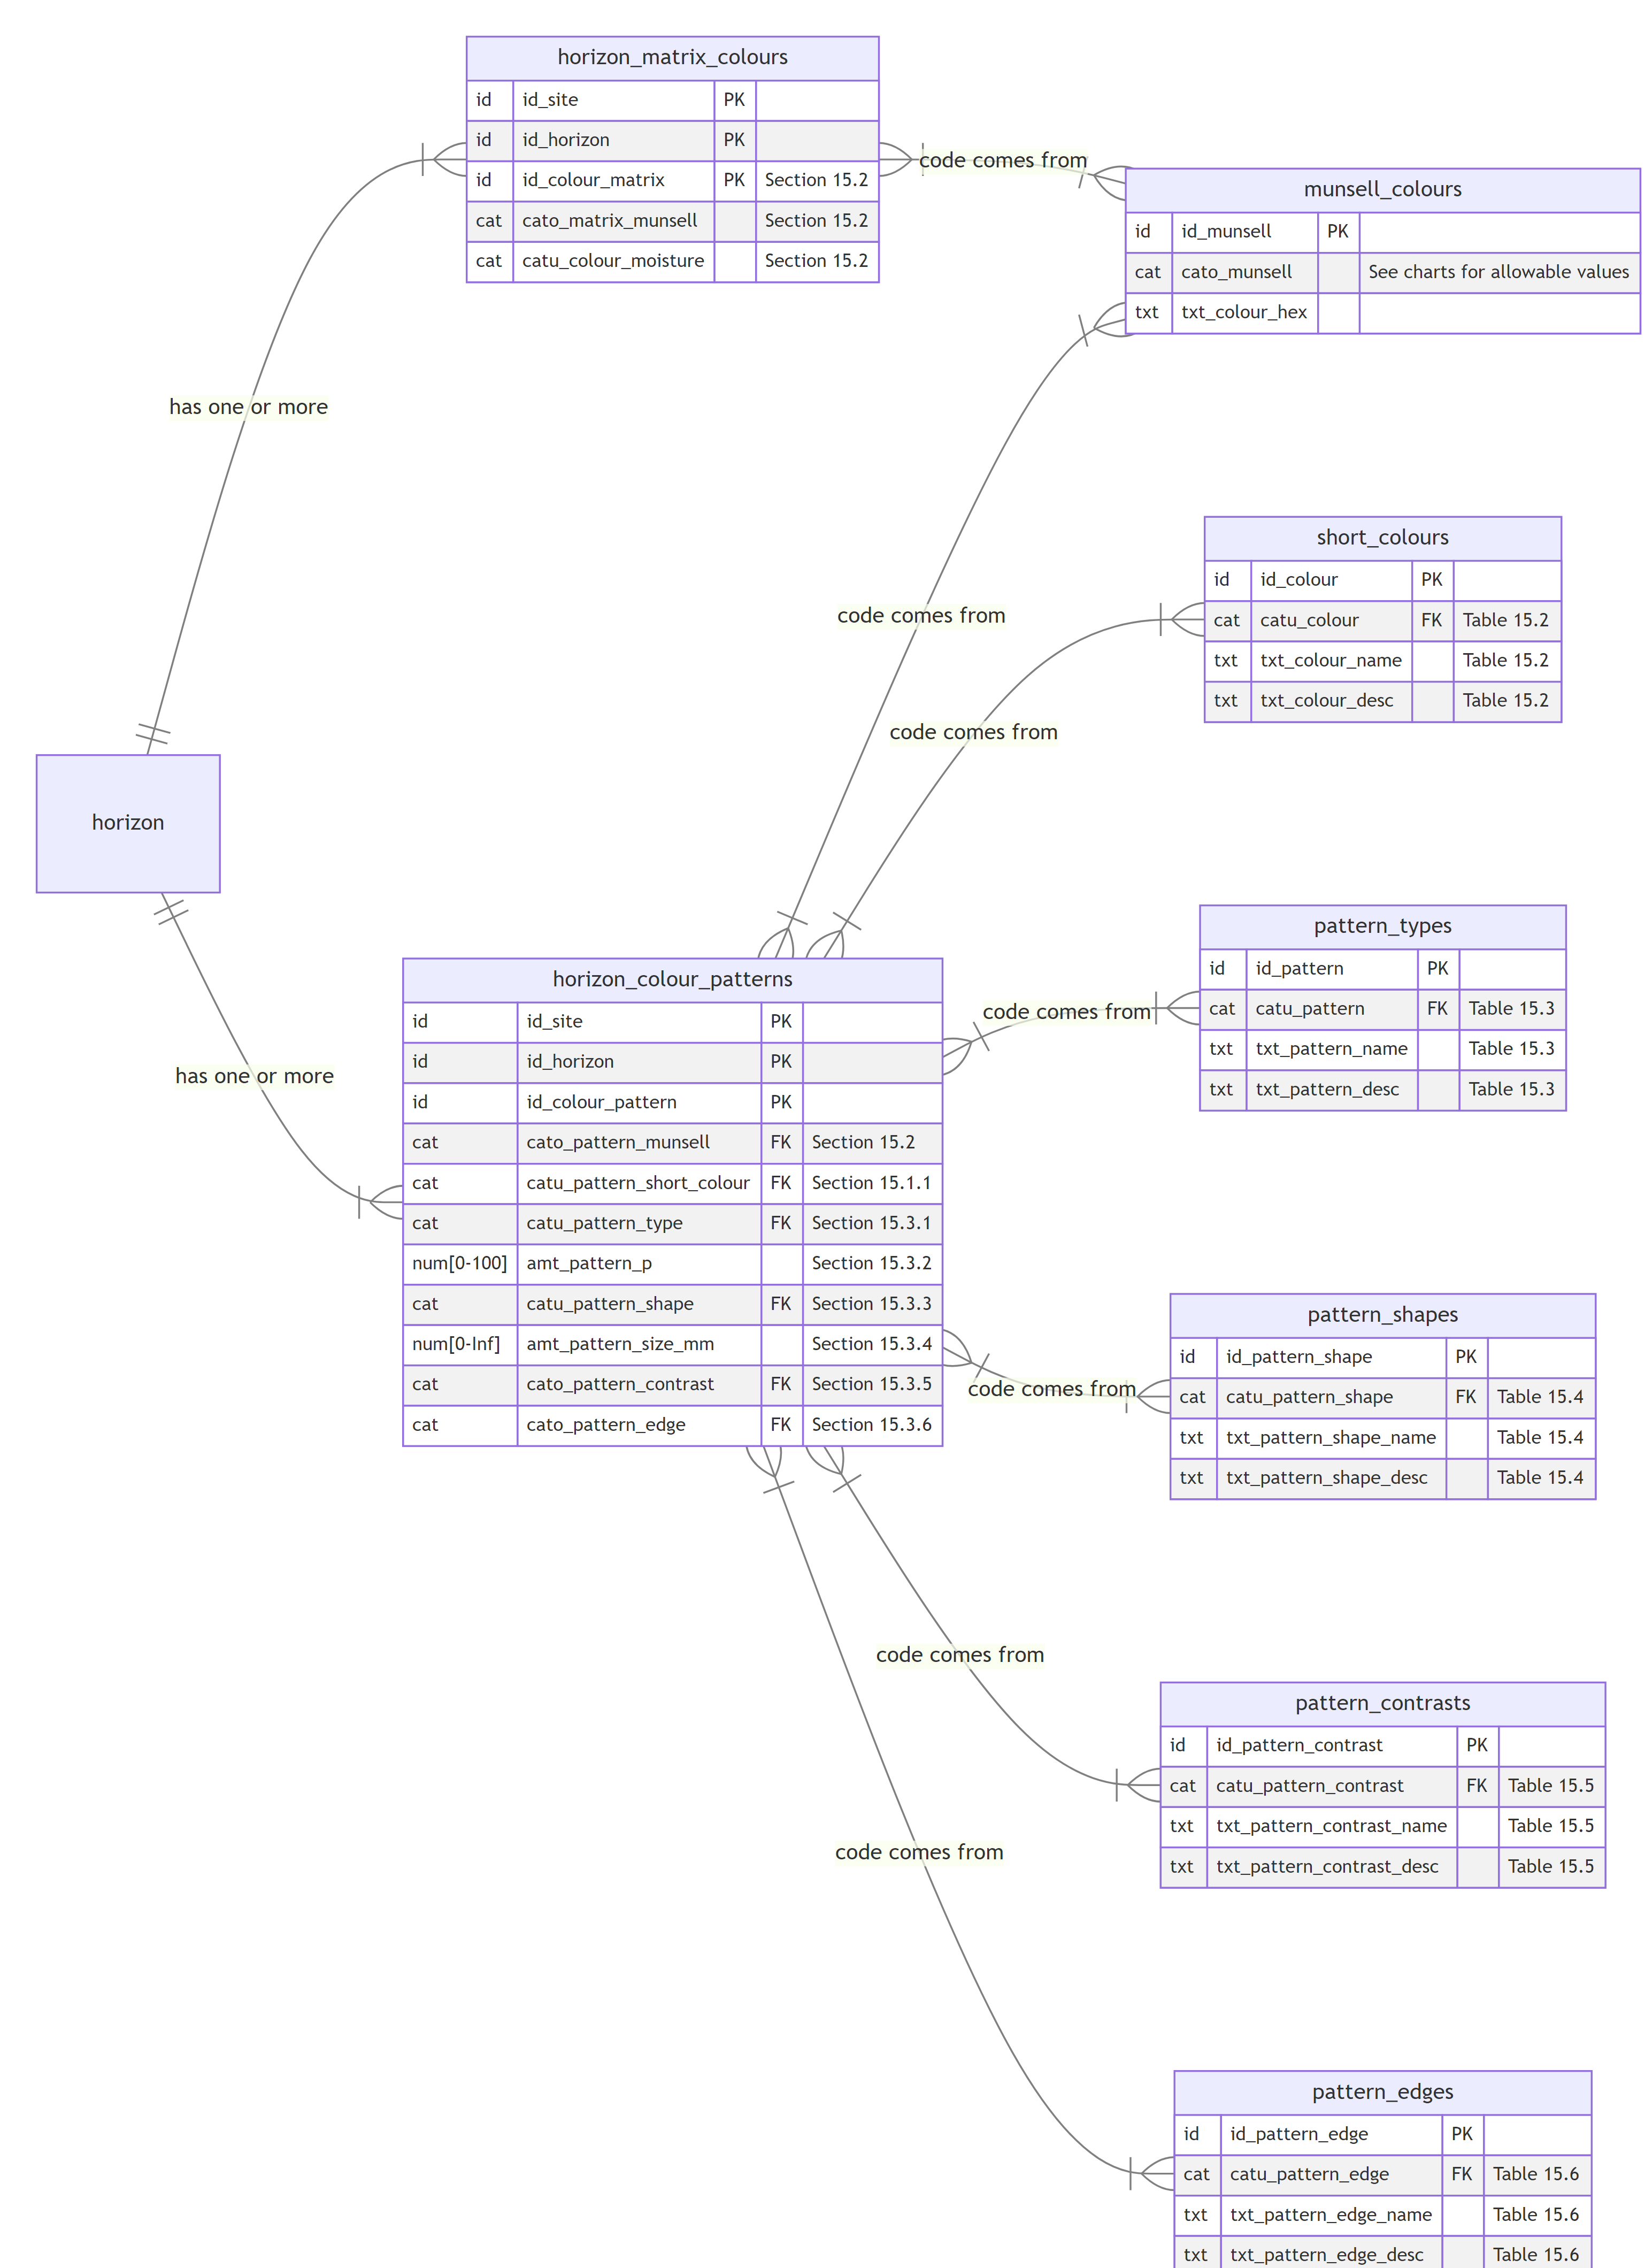 horizon_matrix_colours
id id_site PK
id id_horizon PK
id id_colour_matrix PK Section 15.2
cat cato_matrix_munsell Section 15.2
cat catu_colour_moisture Section 15.2
code comes from
munsell_colours
id id_munsell PK
cat cato_munsell See charts for allowable values
txt txt_colour_hex
has one or more
code comes from
short_colours
id id_colour PK
cat catu_colour FK Table 15.2
txt txt_colour_name Table 15.2
txt txt_colour_desc Table 15.2
code comes from
horizon
pattern_types
id id_pattern PK
cat catu_pattern FK Table 15.3
txt txt_pattern_name Table 15.3
txt txt_pattern_desc Table 15.3
code comes from
has one or more
horizon_colour_patterns
id id_site PK
id id_horizon PK
id id_colour_pattern PK
cat cato_pattern_munsell FK Section 15.2
cat catu_pattern_short_colour FK Section 15.1.1
cat catu_pattern_type FK Section 15.3.1
num[0-100] amt_pattern_p Section 15.3.2
cat catu_pattern_shape FK Section 15.3.3
num[0-Inf] amt_pattern_size_mm Section 15.3.4
cat cato_pattern_contrast FK Section 15.3.5
cat cato_pattern_edge FK Section 15.3.6
code comes from
pattern_shapes
id id_pattern_shape PK
cat catu_pattern_shape FK Table 15.4
txt txt_pattern_shape_name Table 15.4
txt txt_pattern_shape_desc Table 15.4
code comes from
pattern_contrasts
id id_pattern_contrast PK
cat catu_pattern_contrast FK Table 15.5
txt txt_pattern_contrast_name Table 15.5
txt txt_pattern_contrast_desc Table 15.5
code comes from
pattern_edges
id id_pattern_edge PK
cat catu_pattern_edge FK Table 15.6
txt txt_pattern_edge_name Table 15.6
txt txt_pattern_edge_desc Table 15.6